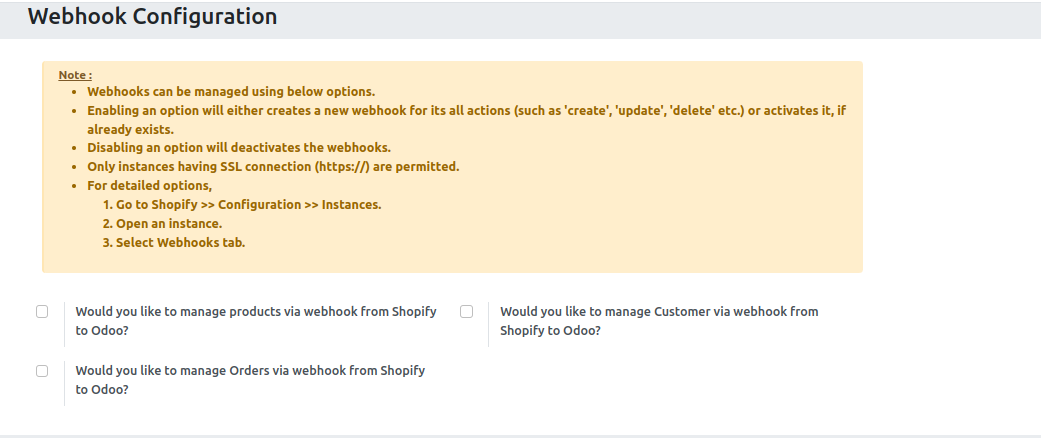 Webhook Configuration
Note :
• Webhooks can be managed using below options.
• Enabling an option will either creates a new webhook for its all actions (such as 'create', 'update', 'delete' etc.) or activates it, if
already exists.
• Disabling an option will deactivates the webhooks.
• Only instances having SSL connection (https://) are permitted.
• For detailed options,
1. Go to Shopify >> Configuration >> Instances.
2. Open an instance.
3. Select Webhooks tab.
Would you like to manage products via webhook from Shopify
to Odoo?
Would you like to manage Customer via webhook from
Shopify to Odoo?
Would you like to manage Orders via webhook from Shopify
to Odoo?